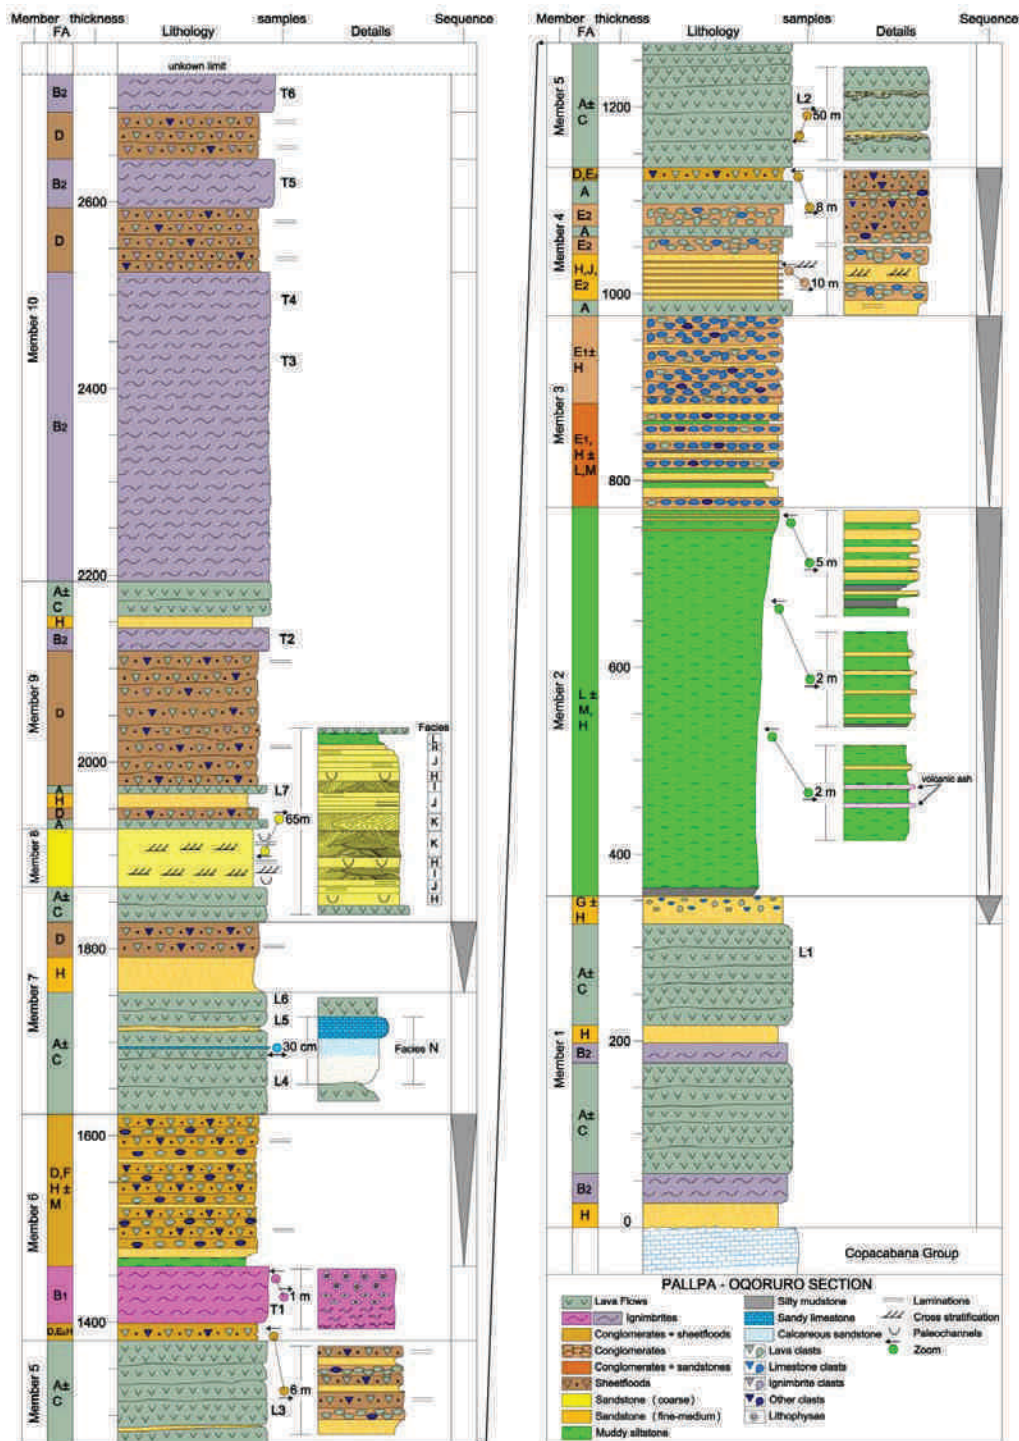 Member thickness samples Sequence
FA Lithology Details
unkown limit
Member 10
B2
T6
D
B2
T5
2600
D
T4
T3
2400
B2
2200
Member 9
A±
C
H
B2
T2
D
2000
A
L7
H
D
A
Member 8
65m
Facies
L
H
J
H
I
J
K
K
H
I
J
H
A±
C
Member 7
D
1800
H
L6
L5
A±
C
30 cm
Facies N
L4
Member 6
1600
D,F
H ±
M
B1
T1
1 m
1400
Member 5
A±
C
6 m
L3
Member thickness samples Sequence
FA Lithology Details
Member 5
A±
C
1200
L2
50 m
Member 4
A
8 m
E2
A
E2
H,J,
E2
10 m
1000
A
Member 3
E1±
H
E1,
H ±
L,M
800
Member 2
5 m
600
L ±
M,
H
2 m
2 m
volcanic ash
400
G ±
H
Member 1
L1
A±
C
H
200
B2
A±
C
B2
H
0
Copacabana Group
PALLPA - OQORURO SECTION
Lava Flows
Ignimbrites
Conglomerates + sheetfloods
Conglomerates
Conglomerates + sandstones
Sheetfloods
Sandstone (coarse)
Sandstone (fine-medium)
Muddy siltstone
Silty mudstone
Sandy limestone
Calcareous sandstone
Lava clasts
Limestone clasts
Ignimbrite clasts
Other clasts
Lithophysae
Laminations
Cross stratification
Paleochannels
Zoom